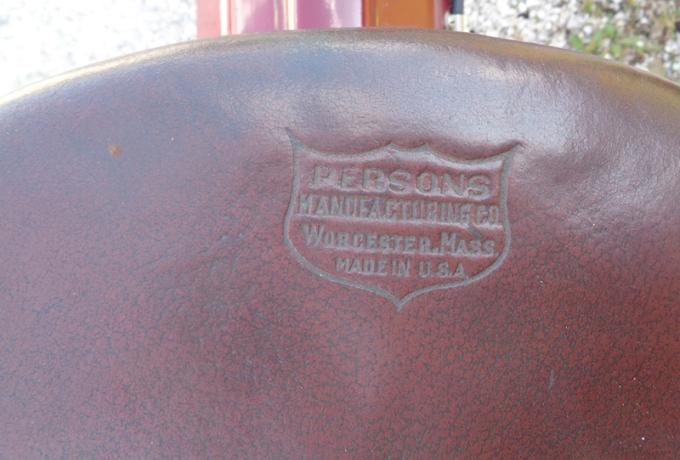 PERSONS
MANUFACTURING CO.
WORCESTER, MASS
MADE IN U.S.A